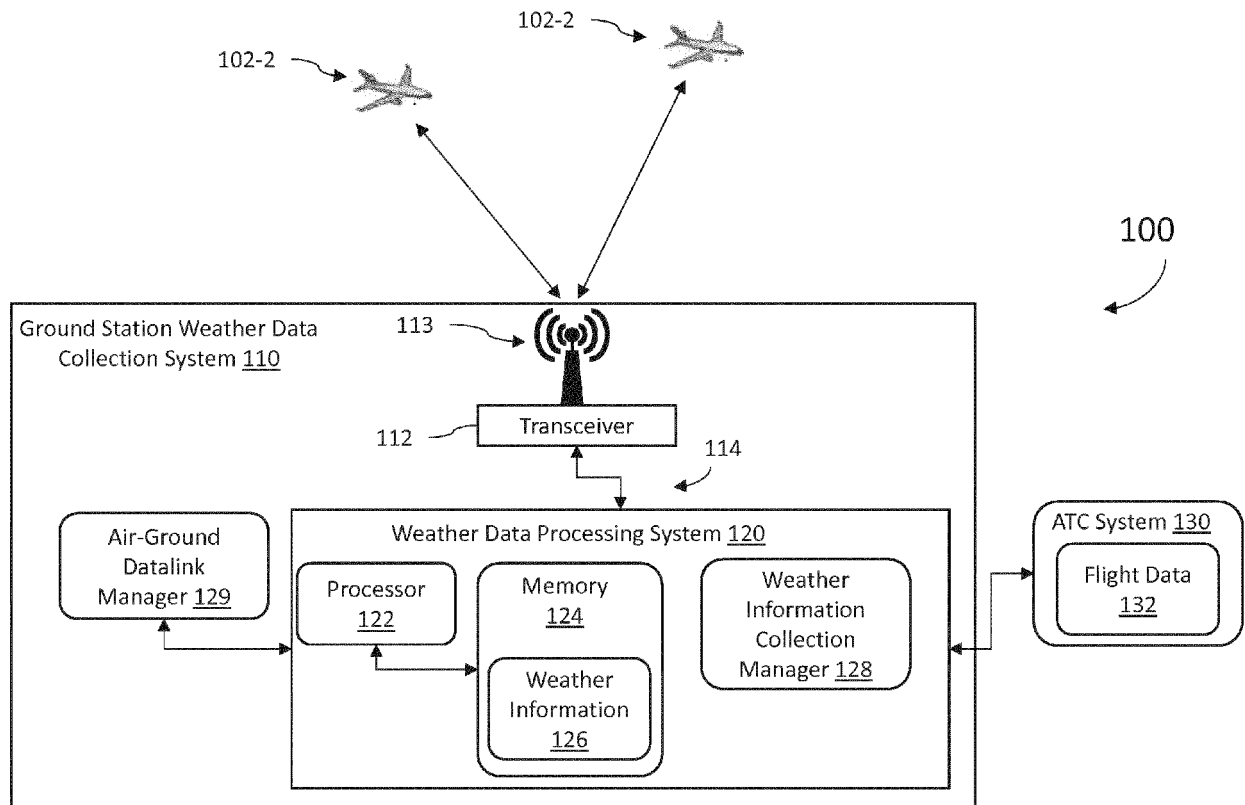 102-2
102-2
100
Ground Station Weather Data
Collection System 110
113
Transceiver
112
114
Weather Data Processing System 120
Air-Ground
Datalink
Manager 129
Processor
122
Memory
124
Weather
Information
126
Weather
Information
Collection
Manager 128
ATC System 130
Flight Data
132